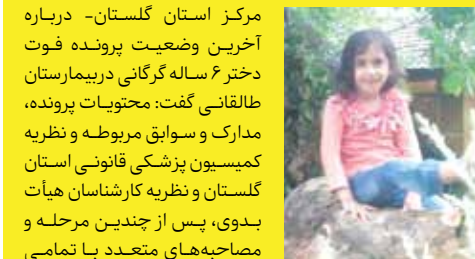 مرکز استان گلستان- درباره
آخرین وضعیت پرونده فوت
دختر ۶ ساله گرگانی دربیمارستان
طالقانی گفت: محتویات پرونده،
مدارک و سوابق مربوطه و نظریه
کمیسیون پزشکی قانونی استان
گلستان و نظریه کارشناسان هیأت
بدوی، پس از چندین مرحله و
مصاحبه‌های متعدد با تمامی